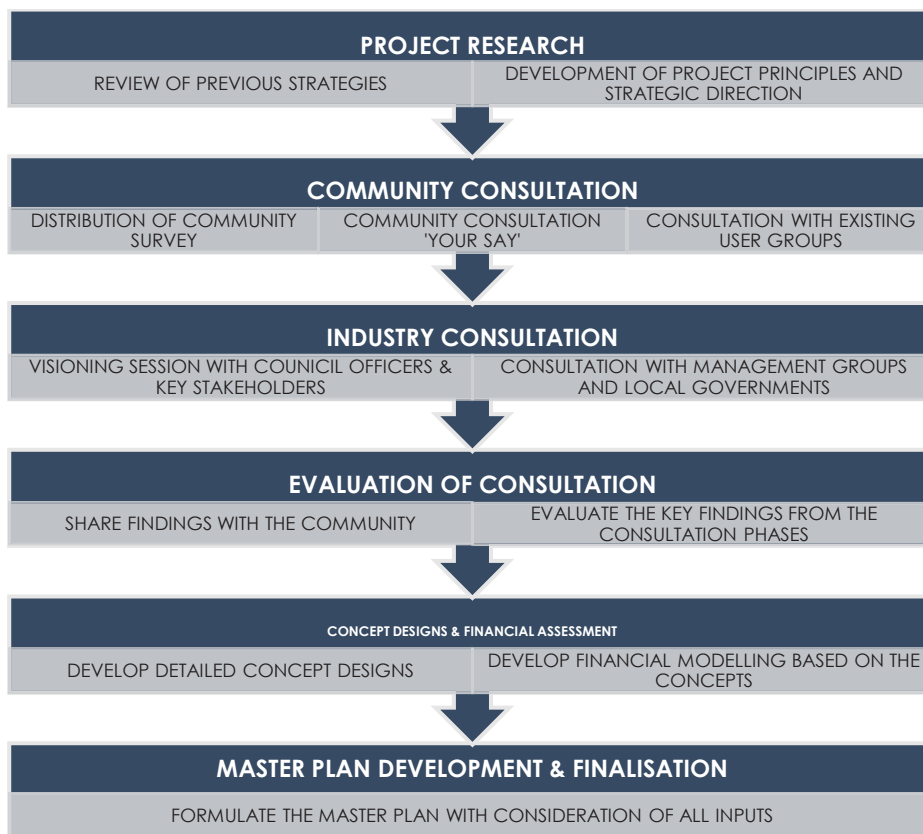 PROJECT RESEARCH
REVIEW OF PREVIOUS STRATEGIES
DEVELOPMENT OF PROJECT PRINCIPLES AND
STRATEGIC DIRECTION
COMMUNITY CONSULTATION
DISTRIBUTION OF COMMUNITY
SURVEY
COMMUNITY CONSULTATION
'YOUR SAY'
CONSULTATION WITH EXISTING
USER GROUPS
INDUSTRY CONSULTATION
VISIONING SESSION WITH COUNCIL OFFICERS &
KEY STAKEHOLDERS
CONSULTATION WITH MANAGEMENT GROUPS
AND LOCAL GOVERNMENTS
EVALUATION OF CONSULTATION
SHARE FINDINGS WITH THE COMMUNITY
EVALUATE THE KEY FINDINGS FROM THE
CONSULTATION PHASES
CONCEPT DESIGNS & FINANCIAL ASSESSMENT
DEVELOP DETAILED CONCEPT DESIGNS
DEVELOP FINANCIAL MODELLING BASED ON THE
CONCEPTS
MASTER PLAN DEVELOPMENT & FINALISATION
FORMULATE THE MASTER PLAN WITH CONSIDERATION OF ALL INPUTS